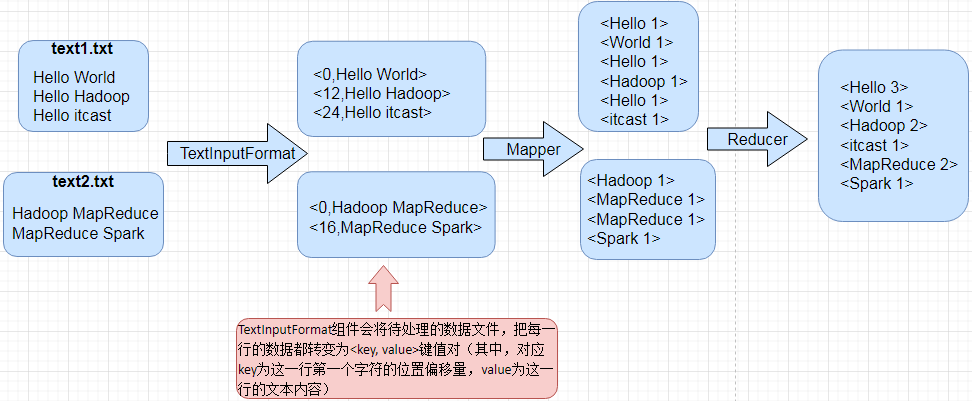 text1.txt
Hello World
Hello Hadoop
Hello itcast
text2.txt
Hadoop MapReduce
MapReduce Spark
TextInputFormat
<0,Hello World>
<12,Hello Hadoop>
<24,Hello itcast>
<0,Hadoop MapReduce>
<16,MapReduce Spark>
TextInputFormat组件会将待处理的数据文件，把每一
行的数据都转变为<key, value>键值对（其中，对应
key为这一行第一个字符的位置偏移量，value为这一
行的文本内容）
Mapper
<Hello 1>
<World 1>
<Hello 1>
<Hadoop 1>
<Hello 1>
<itcast 1>
<Hadoop 1>
<MapReduce 1>
<MapReduce 1>
<Spark 1>
Reducer
<Hello 3>
<World 1>
<Hadoop 2>
<itcast 1>
<MapReduce 2>
<Spark 1>